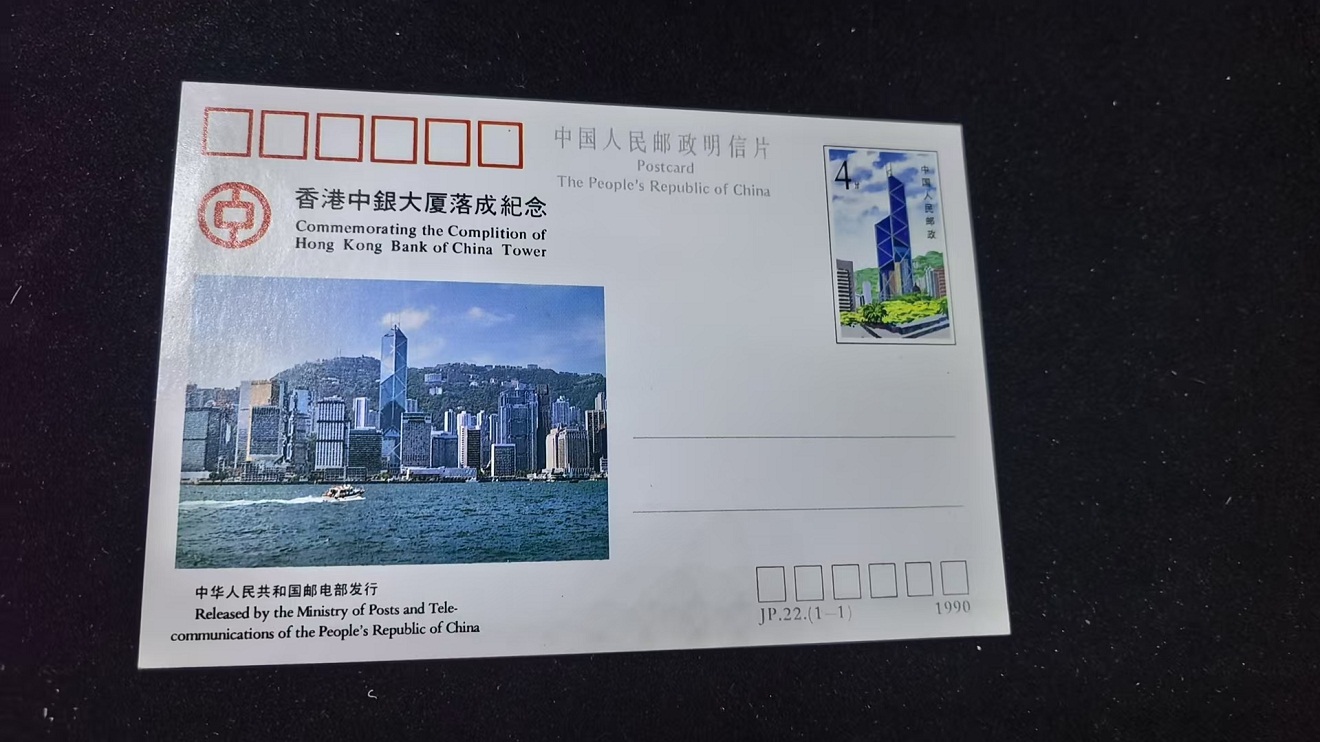 中国人民邮政明信片
Postcard
The People's Republic of China
香港中銀大厦落成紀念
Commemorating the Complition of
Hong Kong Bank of China Tower
4分
中国人民邮政
中华人民共和国邮电部发行
Released by the Ministry of Posts and Tele-
communications of the People's Republic of China
JP.22.(1—1)
1990